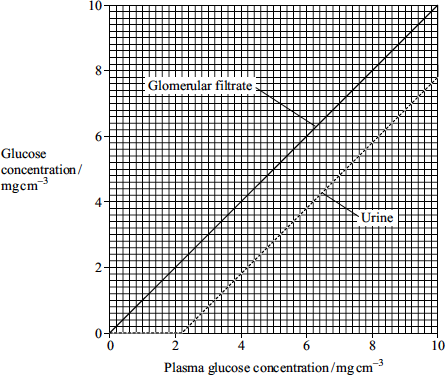 10
8
Glomerular filtrate
6
Glucose
concentration /
mg cm⁻³
4
Urine
2
0
0 2 4 6 8 10
Plasma glucose concentration / mg cm⁻³